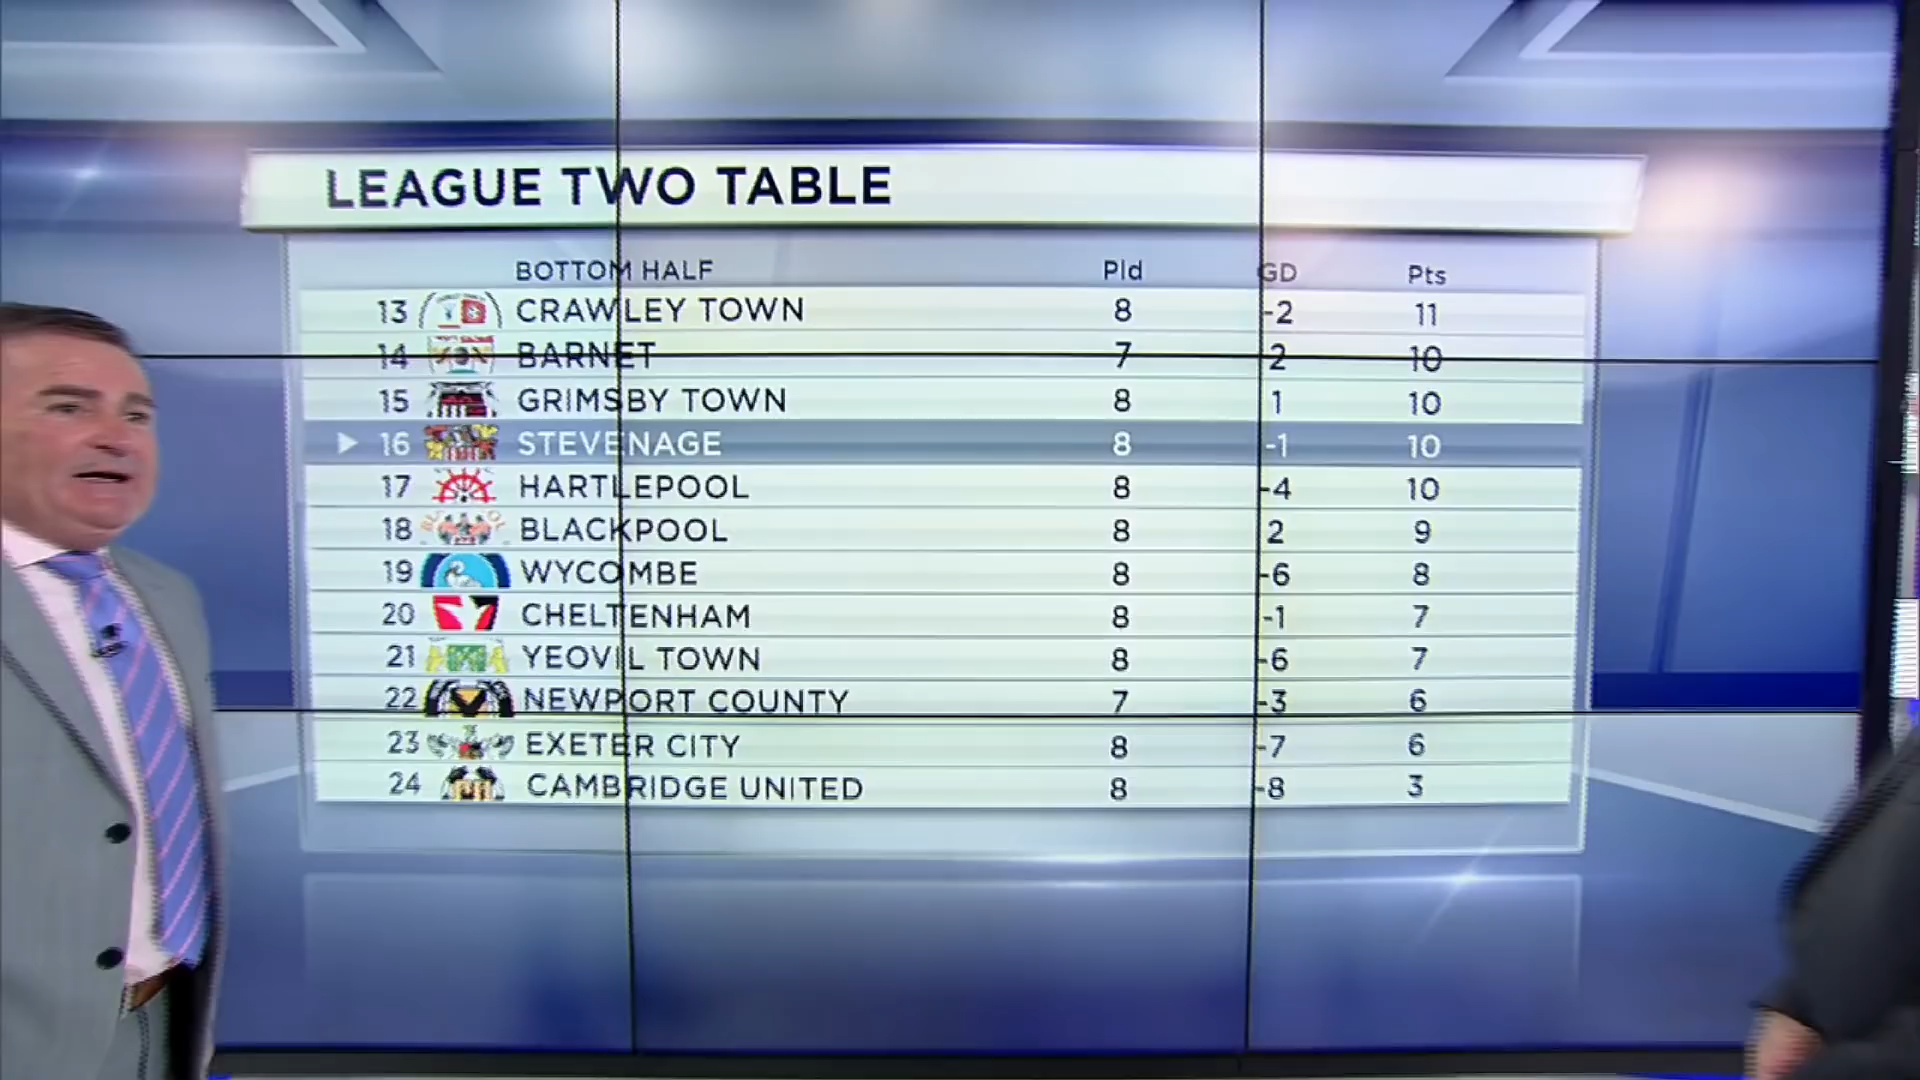 LEAGUE TWO TABLE
BOTTOM HALF Pld GD Pts
13 CRAWLEY TOWN 8 -2 11
14 BARNET 7 2 10
15 GRIMSBY TOWN 8 1 10
16 STEVENAGE 8 -1 10
17 HARTLEPOOL 8 -4 10
18 BLACKPOOL 8 2 9
19 WYCOMBE 8 -6 8
20 CHELTENHAM 8 -1 7
21 YEOVIL TOWN 8 -6 7
22 NEWPORT COUNTY 7 -3 6
23 EXETER CITY 8 -7 6
24 CAMBRIDGE UNITED 8 -8 3